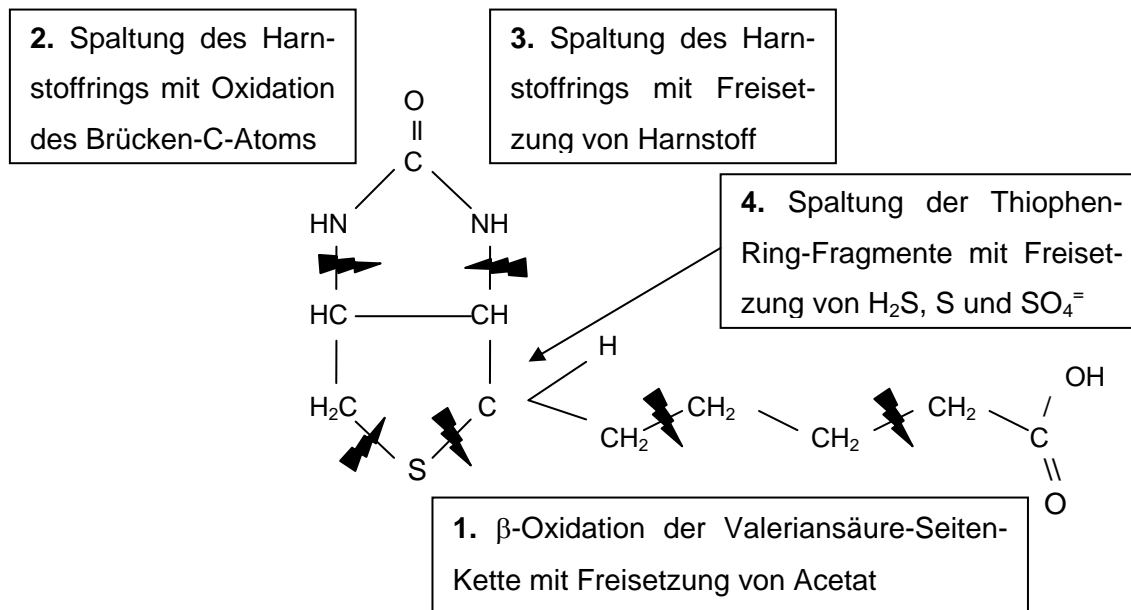 2. Spaltung des Harn-
stoffrings mit Oxidation
des Brücken-C-Atoms
3. Spaltung des Harn-
stoffrings mit Freiset-
zung von Harnstoff
4. Spaltung der Thiophen-
Ring-Fragmente mit Freiset-
zung von H₂S, S und SO₄⁼
O
C
HN NH
HC CH
H
H₂C C
CH₂ CH₂ CH₂ CH₂ OH
C
S
O
1. β-Oxidation der Valeriansäure-Seiten-
Kette mit Freisetzung von Acetat